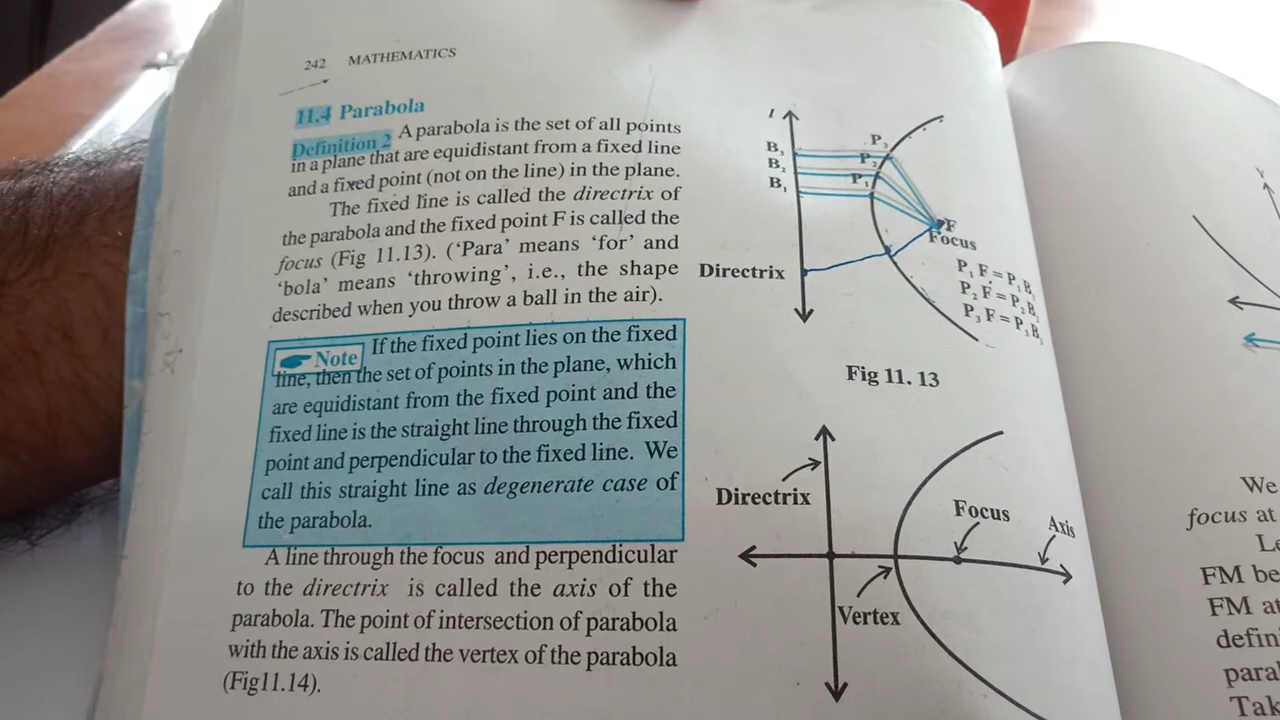 242 MATHEMATICS
11.4 Parabola
Definition 2 A parabola is the set of all points
in a plane that are equidistant from a fixed line
and a fixed point (not on the line) in the plane.
The fixed line is called the directrix of
the parabola and the fixed point F is called the
focus (Fig 11.13). (‘Para’ means ‘for’ and
‘bola’ means ‘throwing’, i.e., the shape
described when you throw a ball in the air).
Note If the fixed point lies on the fixed
line, then the set of points in the plane, which
are equidistant from the fixed point and the
fixed line is the straight line through the fixed
point and perpendicular to the fixed line. We
call this straight line as degenerate case of
the parabola.
A line through the focus and perpendicular
to the directrix is called the axis of the
parabola. The point of intersection of parabola
with the axis is called the vertex of the parabola
(Fig11.14).
l
B₃ P₃
B₂ P₂
B₁ P₁
F
Focus
Directrix
P₁F = P₁B₁
P₂F = P₂B₂
P₃F = P₃B₃
Fig 11. 13
Directrix
Focus
Axis
Vertex
Y
We
focus at
FM be
FM at